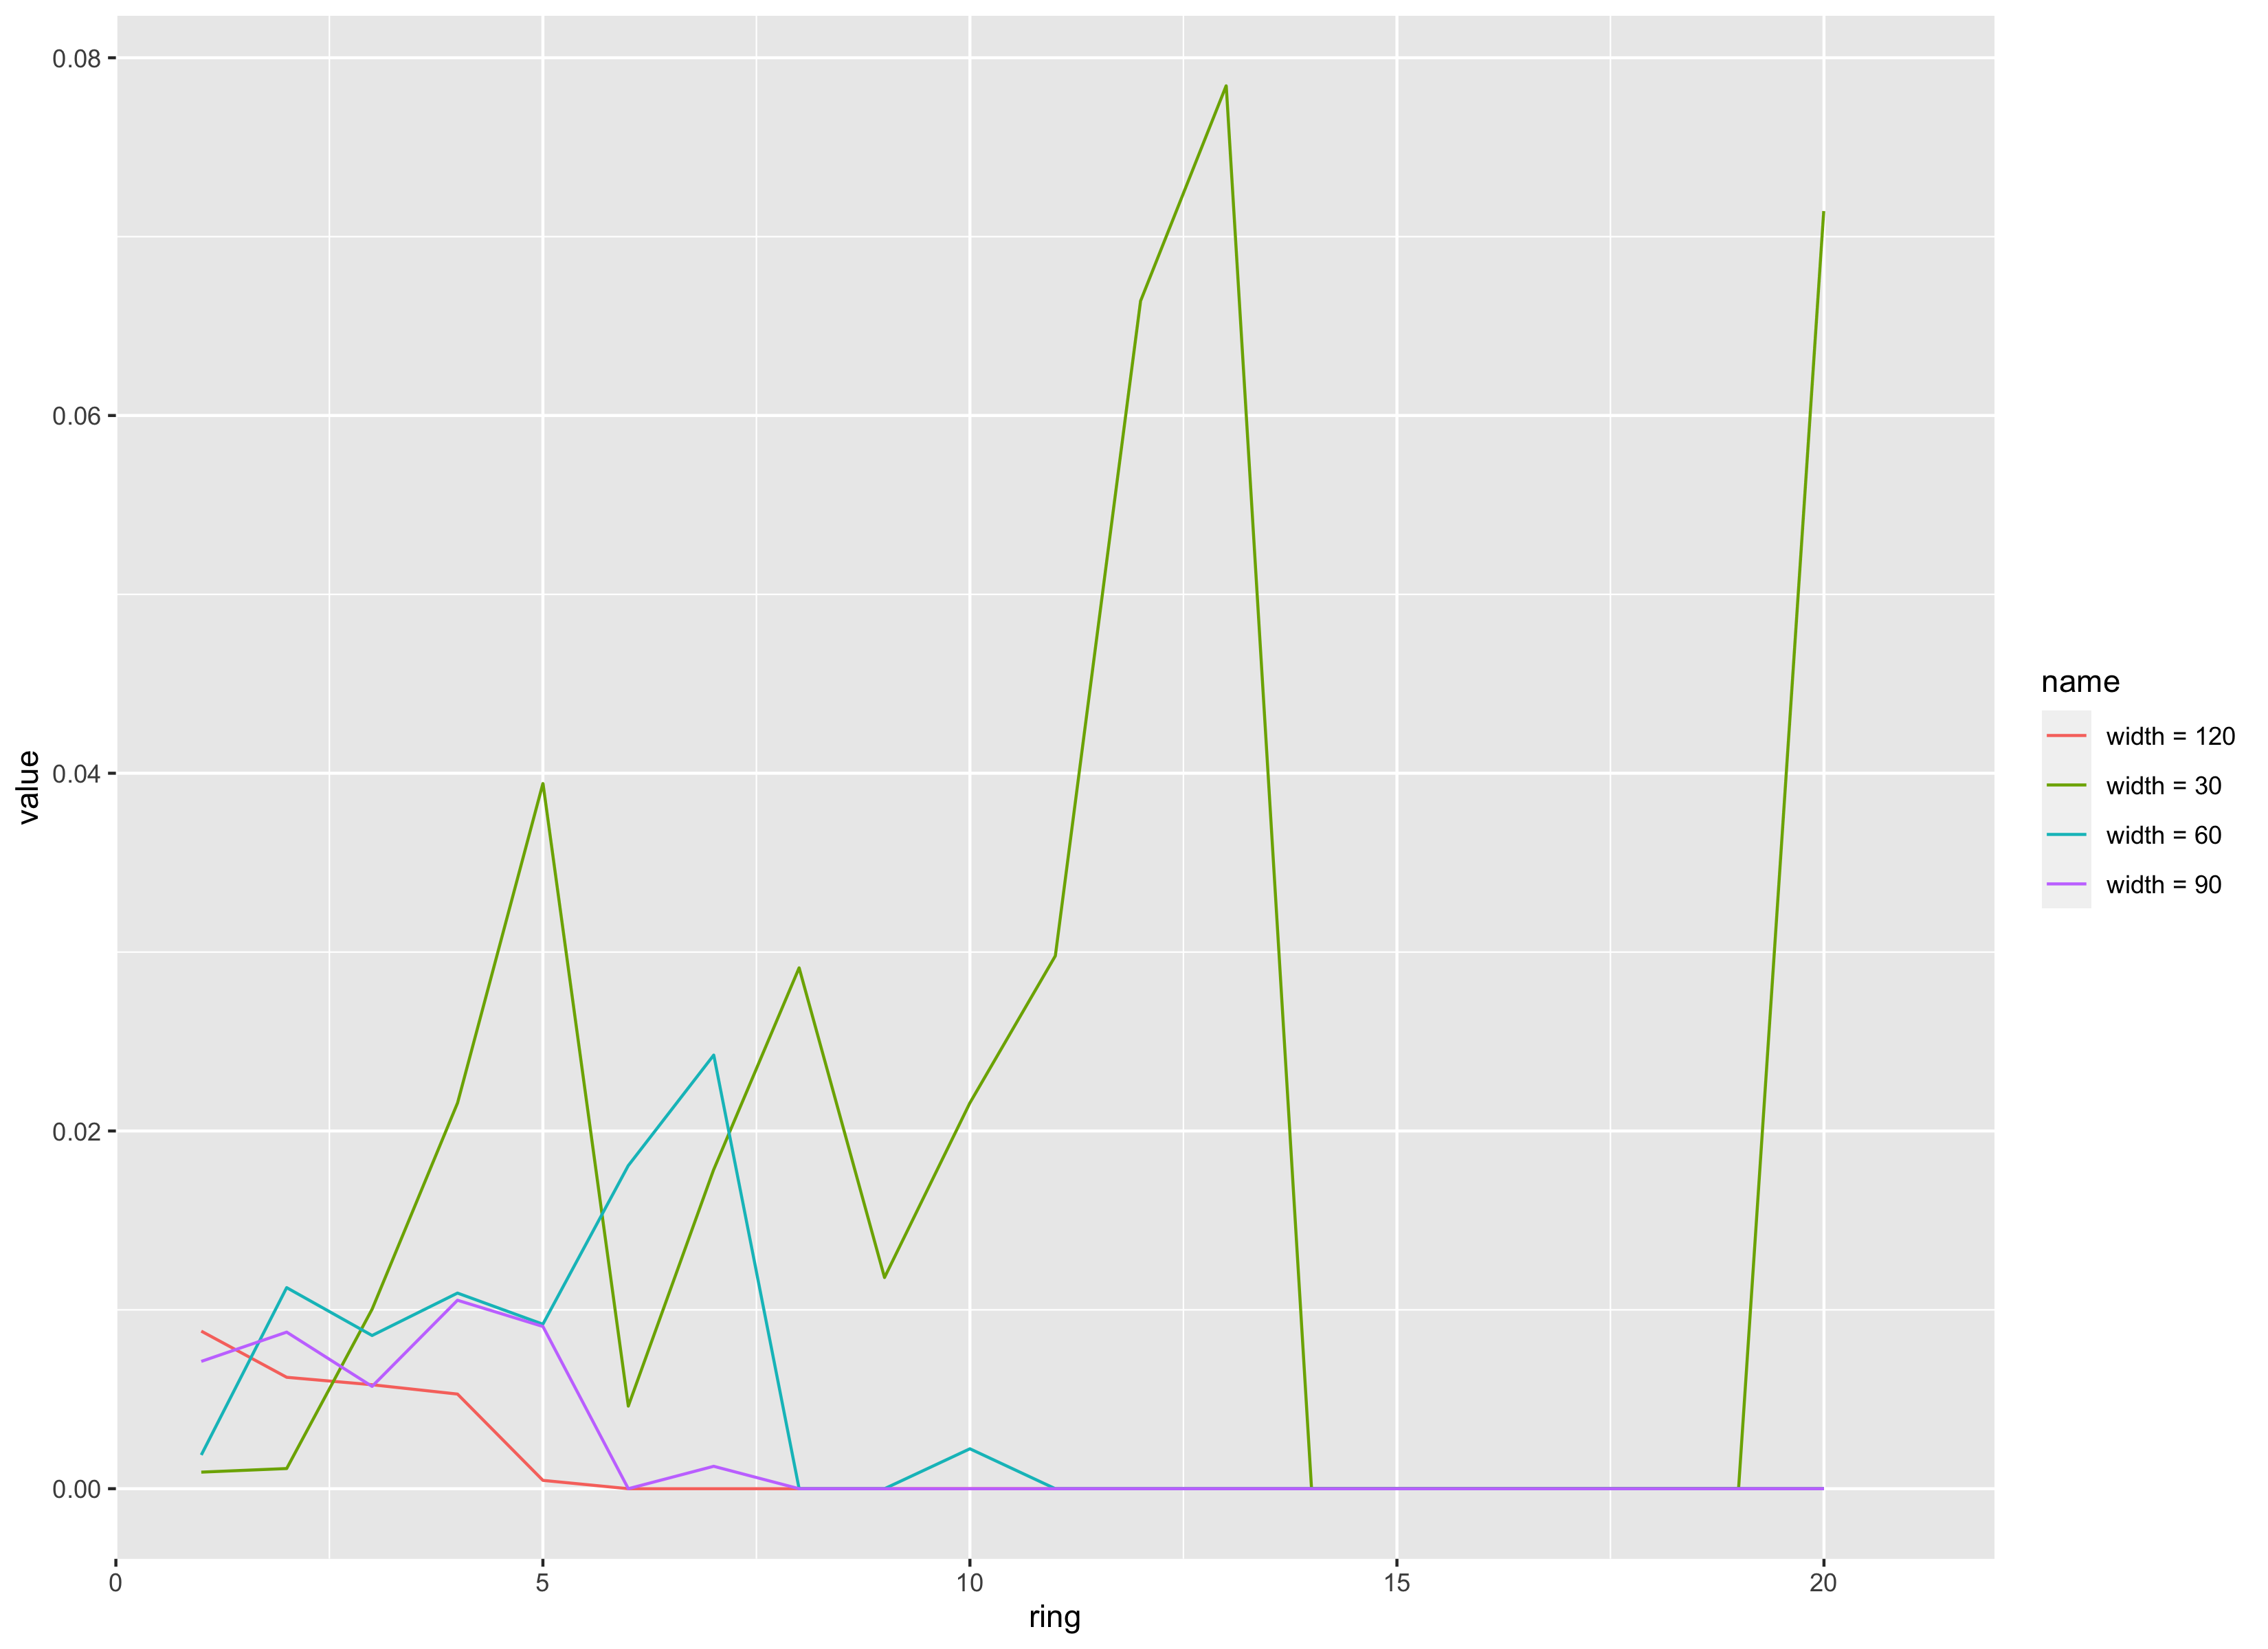 0.08
0.06
0.04
0.02
0.00
value
0
5
10
15
20
ring
name
width = 120
width = 30
width = 60
width = 90